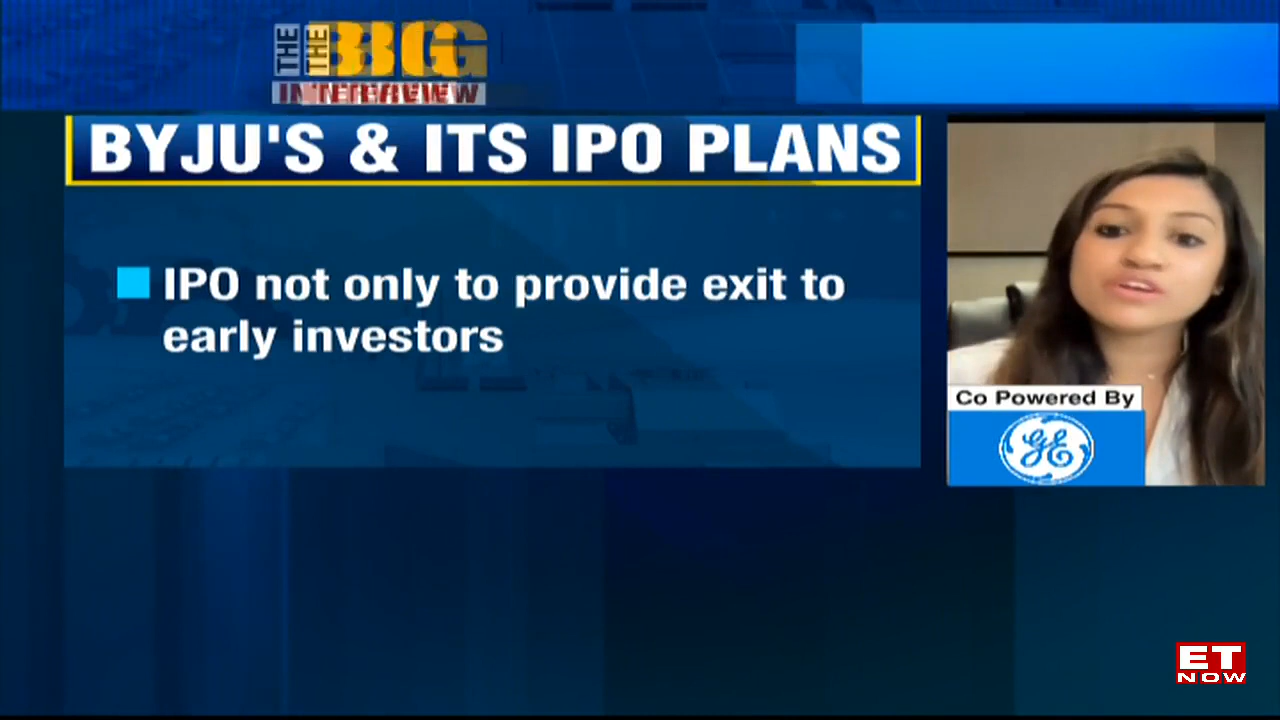 THE BIG
INTERVIEW
BYJU'S & ITS IPO PLANS
IPO not only to provide exit to
early investors
Co Powered By
GE
ET
NOW